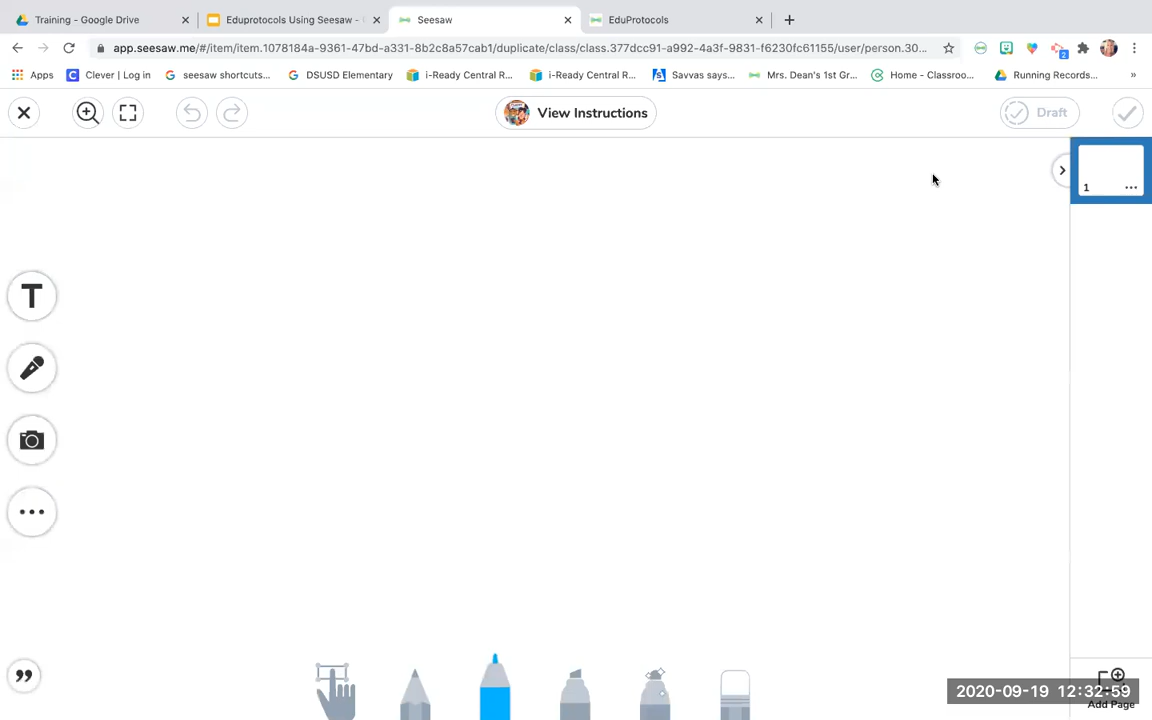 Training - Google Drive
Eduprotocols Using Seesaw -
Seesaw
EduProtocols
app.seesaw.me/#/item/item.1078184a-9361-47bd-a331-8b2c8a57cab1/duplicate/class/class.377dcc91-a992-4a3f-9831-f6230fc61155/user/person.30...
2
Apps
Clever | Log in
seesaw shortcuts...
DSUSD Elementary
i-Ready Central R...
i-Ready Central R...
Savvas says...
Mrs. Dean's 1st Gr...
Home - Classroo...
Running Records...
View Instructions
Draft
1
T
2020-09-19 12:32:59
Add Page